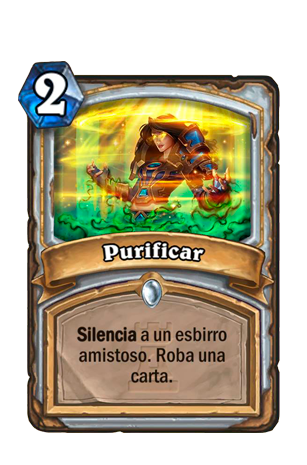 2
Purificar
Silencia a un esbirro
amistoso. Roba una
carta.